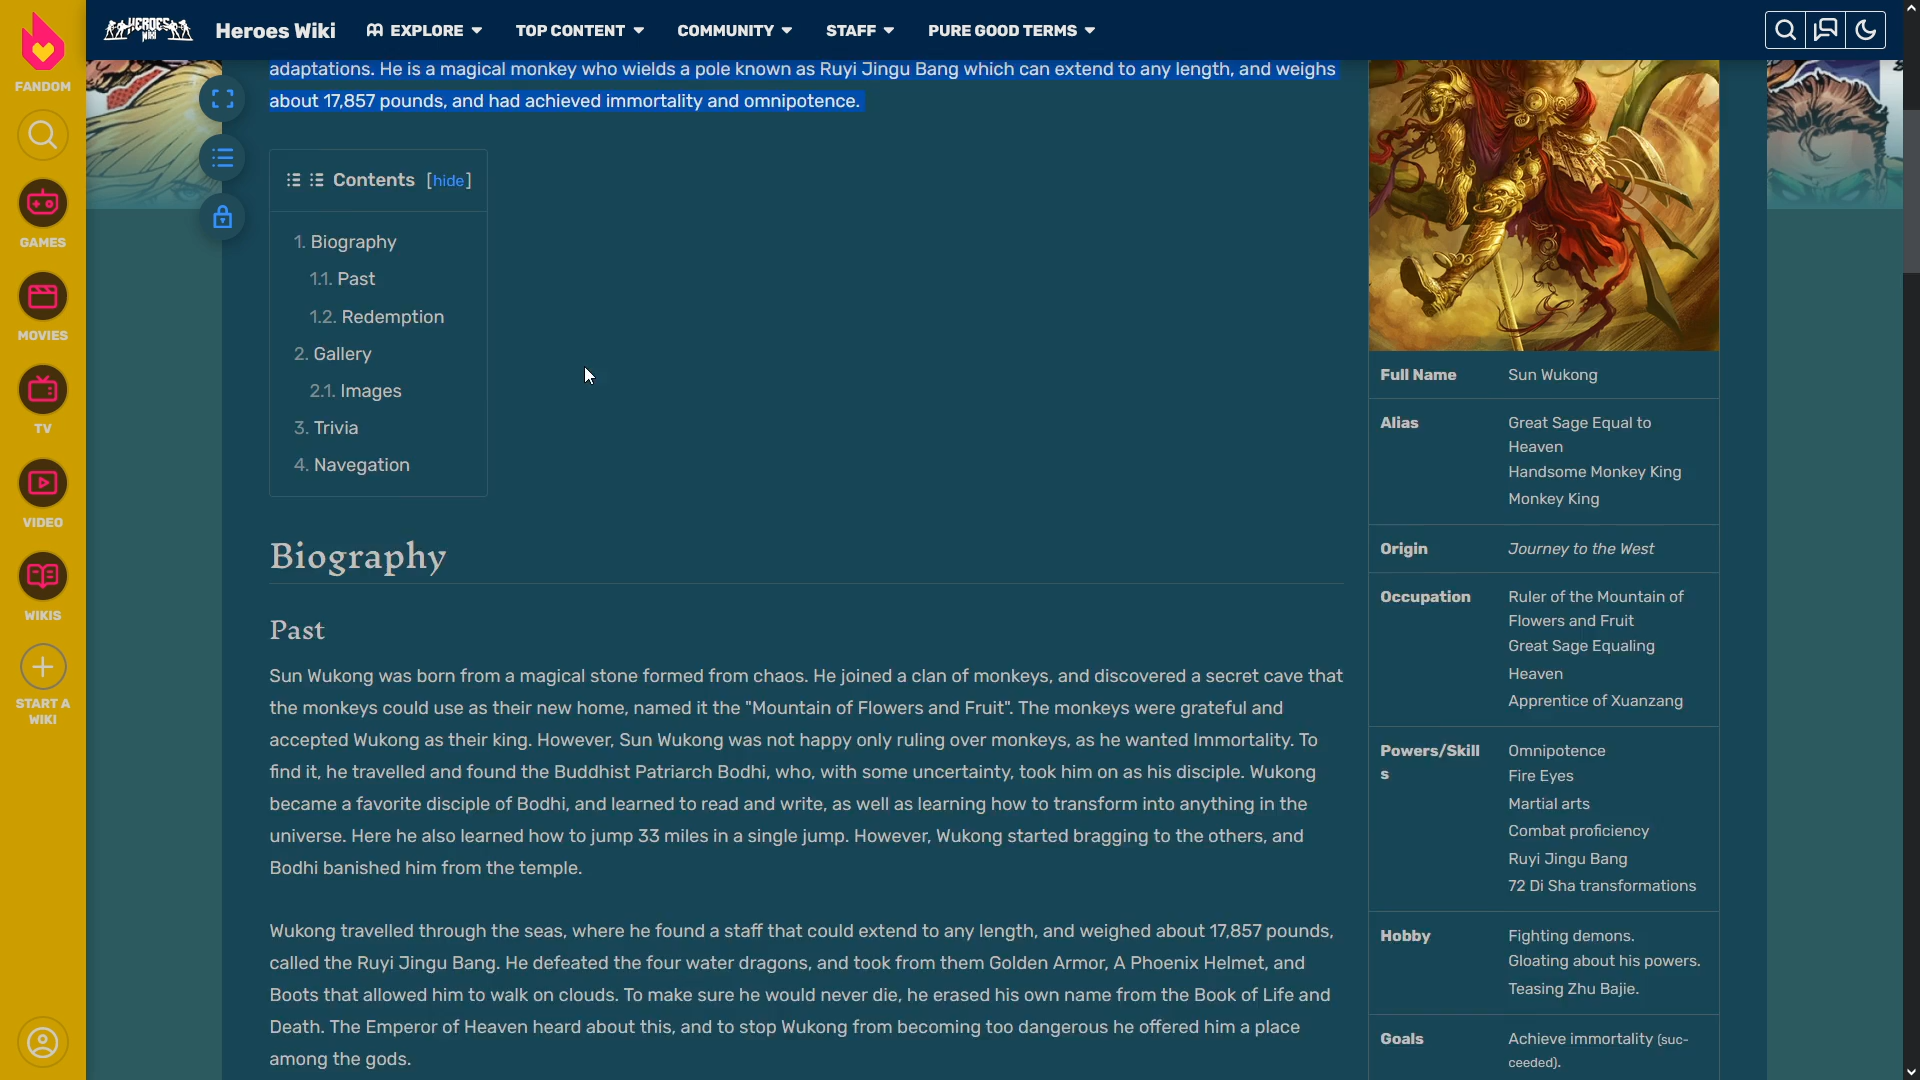 HEROES
WIKI
Heroes Wiki
EXPLORE
TOP CONTENT
COMMUNITY
STAFF
PURE GOOD TERMS
FANDOM
GAMES
MOVIES
TV
VIDEO
WIKIS
START A
WIKI
adaptations. He is a magical monkey who wields a pole known as Ruyi Jingu Bang which can extend to any length, and weighs
about 17,857 pounds, and had achieved immortality and omnipotence.
Contents [hide]
1. Biography
1.1. Past
1.2. Redemption
2. Gallery
2.1. Images
3. Trivia
4. Navegation
Biography
Past
Sun Wukong was born from a magical stone formed from chaos. He joined a clan of monkeys, and discovered a secret cave that
the monkeys could use as their new home, named it the "Mountain of Flowers and Fruit". The monkeys were grateful and
accepted Wukong as their king. However, Sun Wukong was not happy only ruling over monkeys, as he wanted Immortality. To
find it, he travelled and found the Buddhist Patriarch Bodhi, who, with some uncertainty, took him on as his disciple. Wukong
became a favorite disciple of Bodhi, and learned to read and write, as well as learning how to transform into anything in the
universe. Here he also learned how to jump 33 miles in a single jump. However, Wukong started bragging to the others, and
Bodhi banished him from the temple.
Wukong travelled through the seas, where he found a staff that could extend to any length, and weighed about 17,857 pounds,
called the Ruyi Jingu Bang. He defeated the four water dragons, and took from them Golden Armor, A Phoenix Helmet, and
Boots that allowed him to walk on clouds. To make sure he would never die, he erased his own name from the Book of Life and
Death. The Emperor of Heaven heard about this, and to stop Wukong from becoming too dangerous he offered him a place
among the gods.
Full Name Sun Wukong
Alias Great Sage Equal to
Heaven
Handsome Monkey King
Monkey King
Origin Journey to the West
Occupation Ruler of the Mountain of
Flowers and Fruit
Great Sage Equaling
Heaven
Apprentice of Xuanzang
Powers/Skill Omnipotence
s Fire Eyes
Martial arts
Combat proficiency
Ruyi Jingu Bang
72 Di Sha transformations
Hobby Fighting demons.
Gloating about his powers.
Teasing Zhu Bajie.
Goals Achieve immortality (suc-
ceeded).